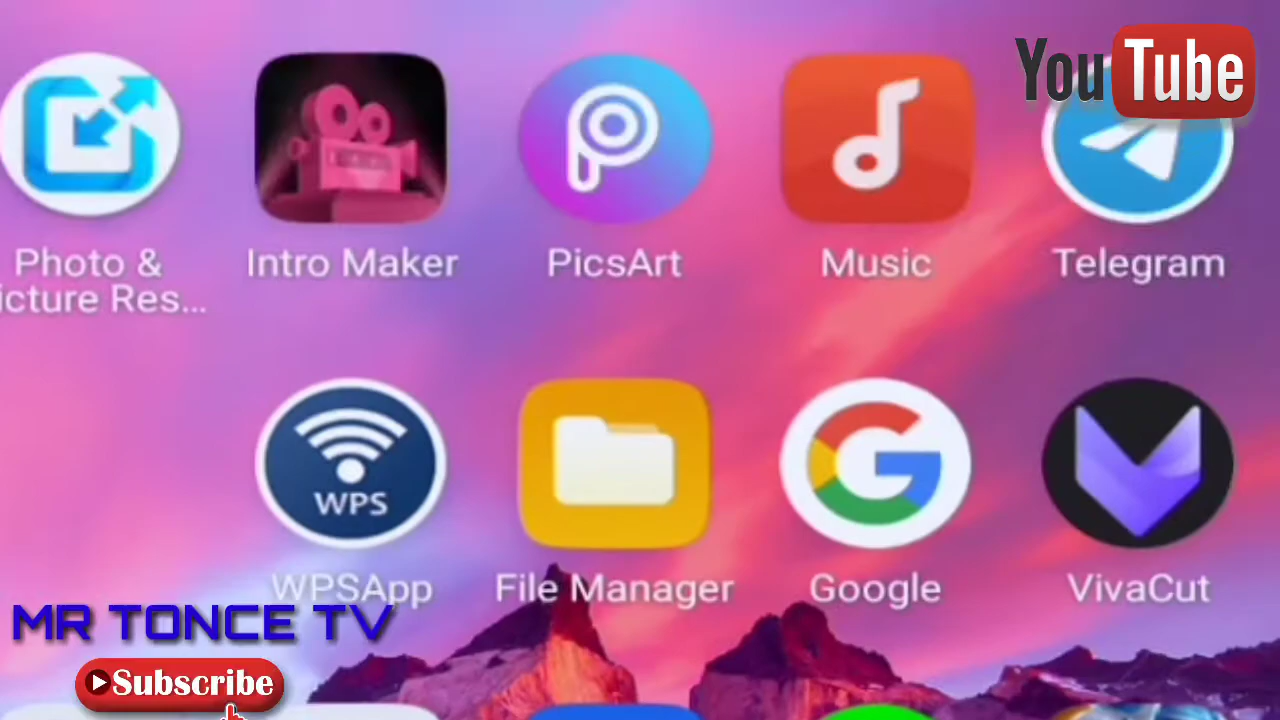 YouTube
Photo &
icture Res...
Intro Maker
PicsArt
Music
Telegram
WPS
WPSApp
File Manager
Google
VivaCut
MR TONCE TV
Subscribe